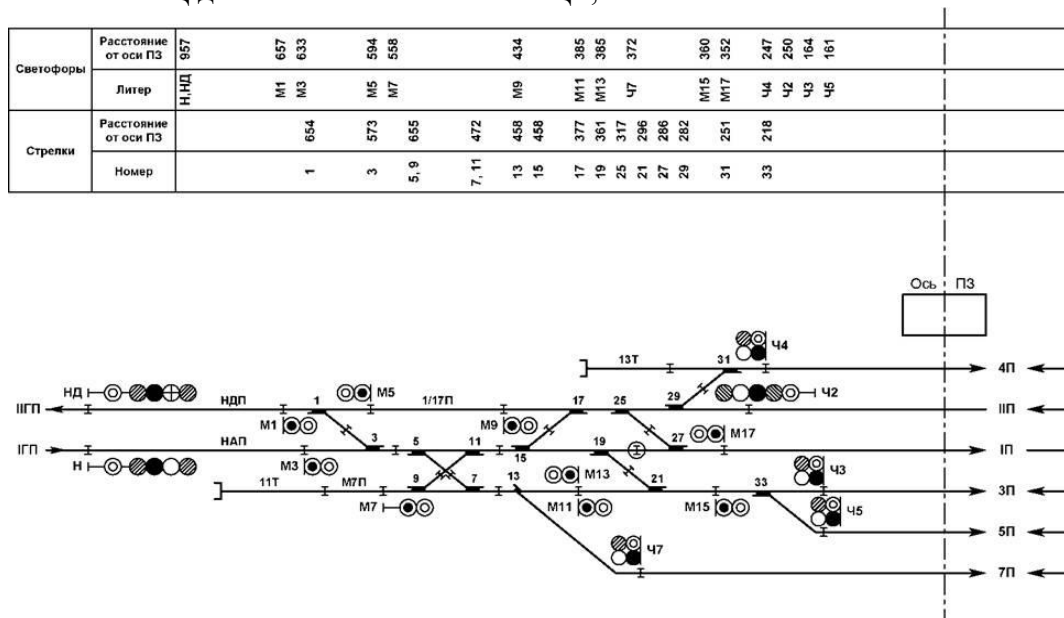 Светофоры Расстояние от оси ПЗ 957 657 633 594 558 434 385 385 372 360 352 247 250 164 161
Литер Н,НД М1 М3 М5 М7 М9 М11 М13 Ч7 М15 М17 Ч4 Ч2 Ч3 Ч5
Стрелки Расстояние от оси ПЗ 654 573 655 472 458 458 377 361 317 296 286 282 251 218
Номер 1 3 5, 9 7, 11 13 15 17 19 25 21 27 29 31 33
Ось ПЗ
Ч4
13Т 31 4П
НД М5 29 Ч2
IIГП НДП 1 1/17П 17 25 IIП
М1 М9 М17
IГП НАП 3 5 11 15 19 27 IП
Н М3 М13 Ч3
11Т М7П 9 7 13 21 33 3П
М7 М11 М15 Ч5
5П
Ч7
7П